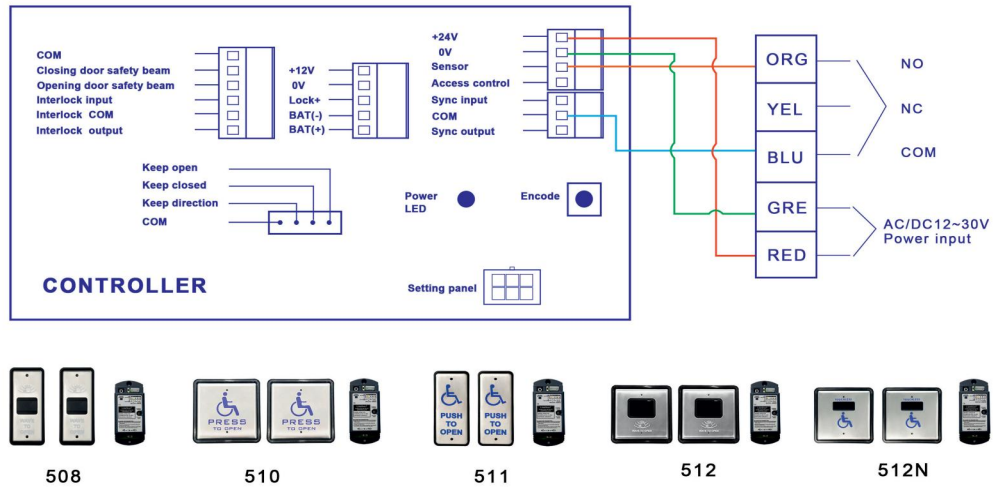 COM
Closing door safety beam
Opening door safety beam
Interlock input
Interlock COM
Interlock output
+12V
0V
Lock+
BAT(-)
BAT(+)
+24V
0V
Sensor
Access control
Sync input
COM
Sync output
Keep open
Keep closed
Keep direction
COM
Power
LED
Encode
Setting panel
CONTROLLER
ORG
YEL
BLU
GRE
RED
NO
NC
COM
AC/DC12~30V
Power input
PRESS
TO OPEN
PRESS
TO OPEN
PUSH
TO
OPEN
PUSH
TO
OPEN
508
510
511
512
512N